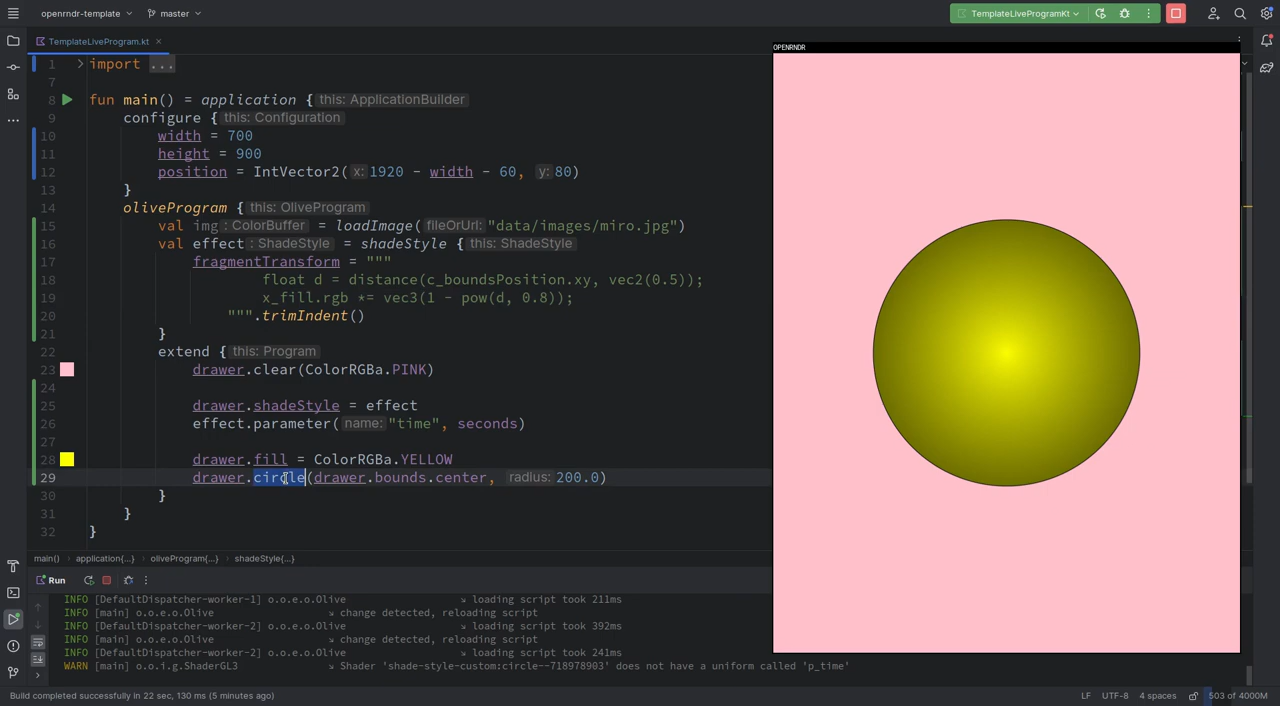 openrndr-template
master
TemplateLiveProgramKt
TemplateLiveProgram.kt
OPENRNDR
1 import ...
7
8 fun main() = application { this: ApplicationBuilder
9 configure { this: Configuration
10 width = 700
11 height = 900
12 position = IntVector2( x: 1920 - width - 60, y: 80)
13 }
14 oliveProgram { this: OliveProgram
15 val img : ColorBuffer = loadImage( fileOrUrl: "data/images/miro.jpg")
16 val effect : ShadeStyle = shadeStyle { this: ShadeStyle
17 fragmentTransform = """
18 float d = distance(c_boundsPosition.xy, vec2(0.5));
19 x_fill.rgb *= vec3(1 - pow(d, 0.8));
20 """.trimIndent()
21 }
22 extend { this: Program
23 drawer.clear(ColorRGBa.PINK)
24
25 drawer.shadeStyle = effect
26 effect.parameter( name: "time", seconds)
27
28 drawer.fill = ColorRGBa.YELLOW
29 drawer.circle(drawer.bounds.center, radius: 200.0)
30 }
31 }
32 }
main() › application{...} › oliveProgram{...} › shadeStyle{...}
Run
INFO [DefaultDispatcher-worker-1] o.o.e.o.Olive ↘ loading script took 211ms
INFO [main] o.o.e.o.Olive ↘ change detected, reloading script
INFO [DefaultDispatcher-worker-2] o.o.e.o.Olive ↘ loading script took 392ms
INFO [main] o.o.e.o.Olive ↘ change detected, reloading script
INFO [DefaultDispatcher-worker-2] o.o.e.o.Olive ↘ loading script took 241ms
WARN [main] o.o.i.g.ShaderGL3 ↘ Shader 'shade-style-custom:circle--718978903' does not have a uniform called 'p_time'
Build completed successfully in 22 sec, 130 ms (5 minutes ago)
LF UTF-8 4 spaces 503 of 4000M